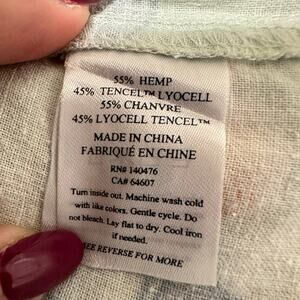 55% HEMP
45% TENCEL™ LYOCELL
55% CHANVRE
45% LYOCELL TENCEL™
MADE IN CHINA
FABRIQUÉ EN CHINE
RN# 140476
CA# 64607
Turn inside out. Machine wash cold
with like colors. Gentle cycle. Do
not bleach. Lay flat to dry. Cool iron
if needed.
SEE REVERSE FOR MORE